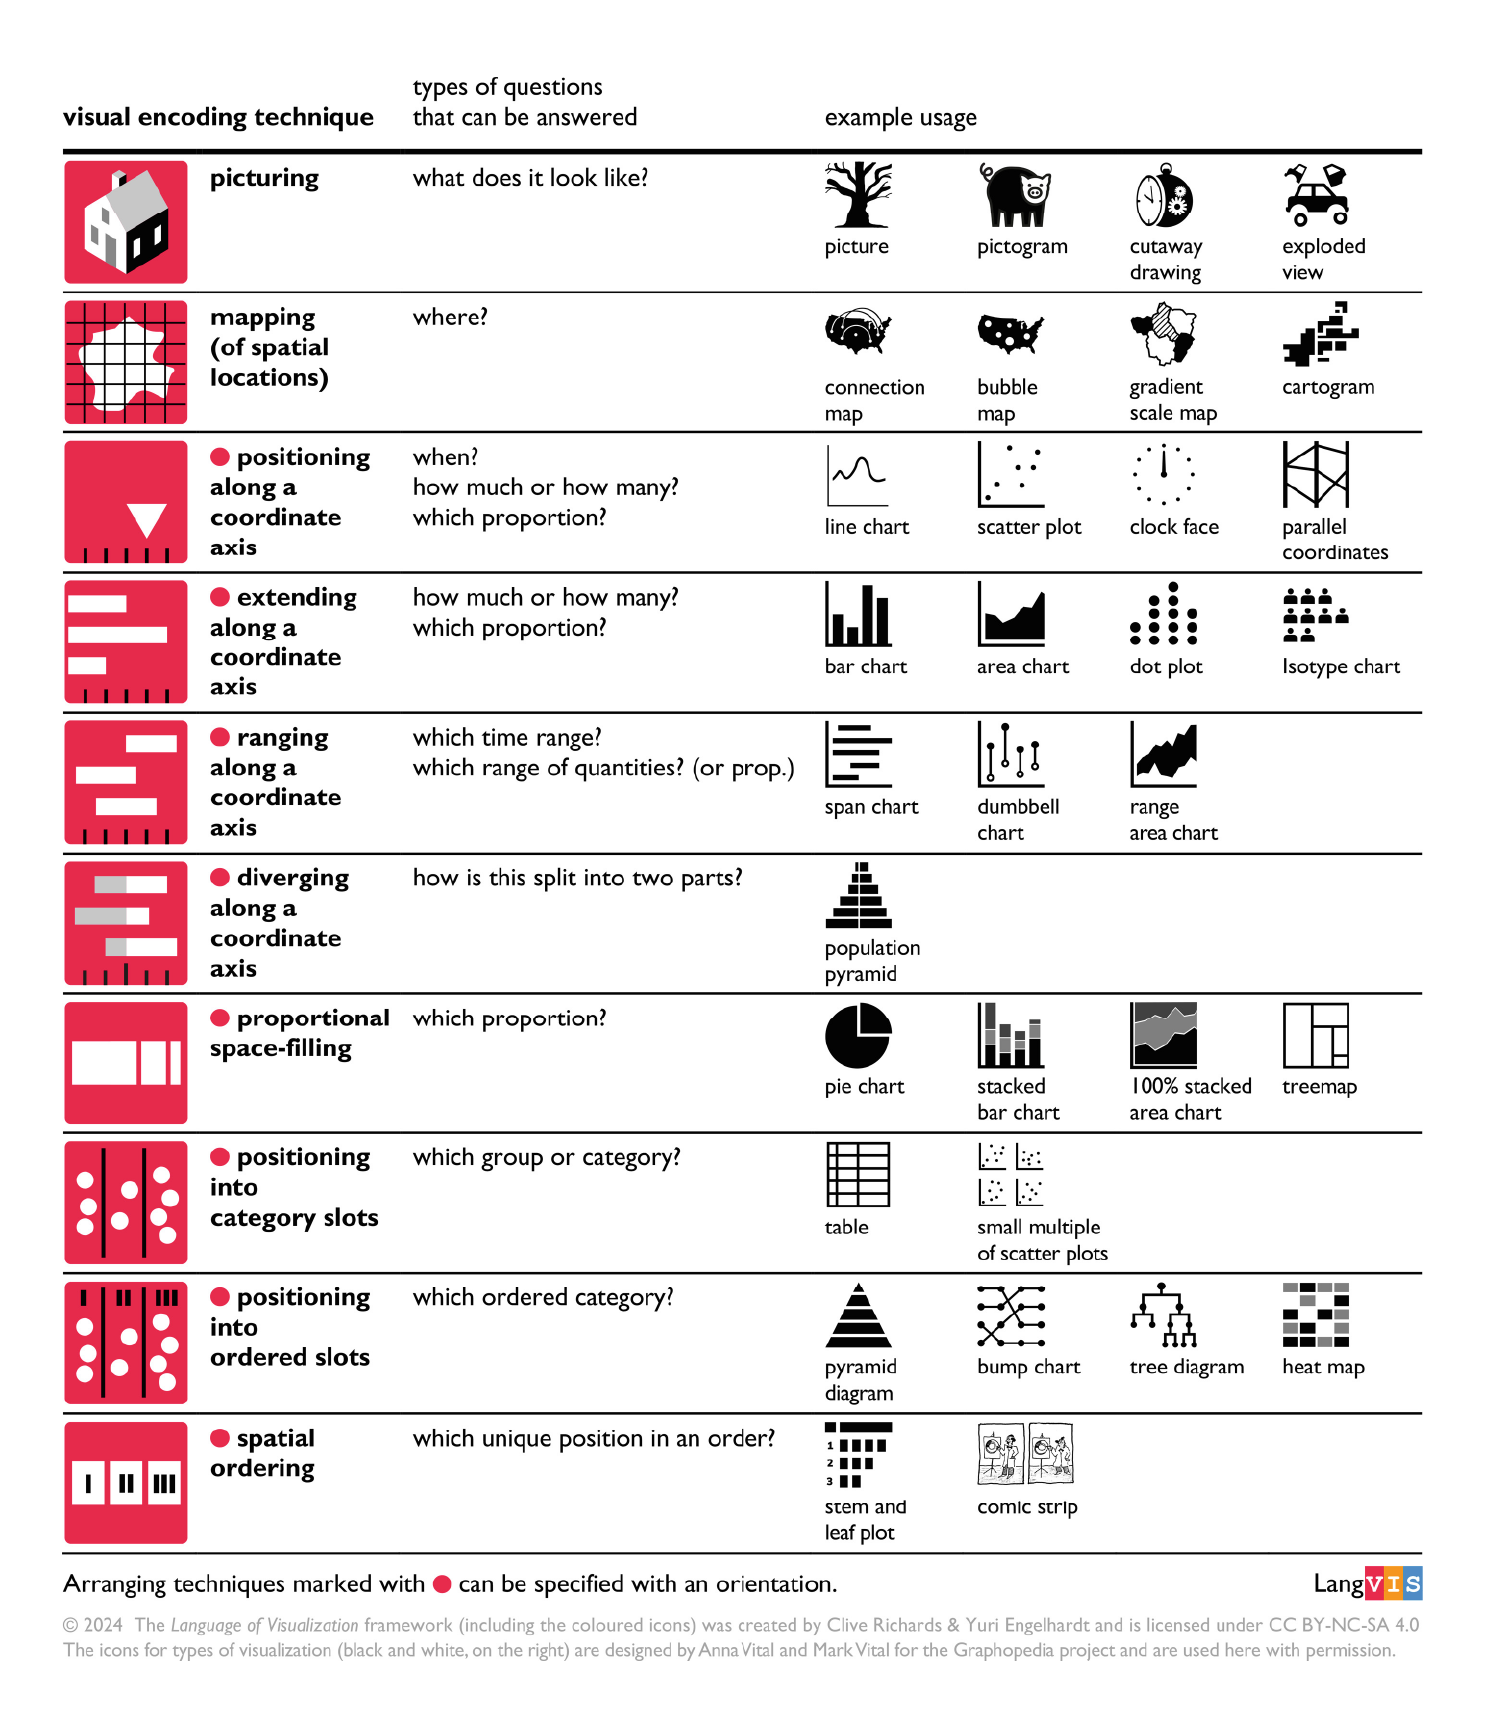 types of questions
visual encoding technique that can be answered example usage
picturing what does it look like?
picture pictogram cutaway drawing exploded view
mapping (of spatial locations) where?
connection map bubble map gradient scale map cartogram
positioning along a coordinate axis
when?
how much or how many?
which proportion?
line chart scatter plot clock face parallel coordinates
extending along a coordinate axis
how much or how many?
which proportion?
bar chart area chart dot plot Isotype chart
ranging along a coordinate axis
which time range?
which range of quantities? (or prop.)
span chart dumbbell chart range area chart
diverging along a coordinate axis
how is this split into two parts?
population pyramid
proportional space-filling
which proportion?
pie chart stacked bar chart 100% stacked area chart treemap
positioning into category slots
which group or category?
table small multiple of scatter plots
I II III
positioning into ordered slots
which ordered category?
pyramid diagram bump chart tree diagram heat map
I II III
spatial ordering
which unique position in an order?
1
2
3
stem and leaf plot comic strip
Arranging techniques marked with can be specified with an orientation. LangVIS
© 2024 The Language of Visualization framework (including the coloured icons) was created by Clive Richards & Yuri Engelhardt and is licensed under CC BY-NC-SA 4.0
The icons for types of visualization (black and white, on the right) are designed by Anna Vital and Mark Vital for the Graphopedia project and are used here with permission.